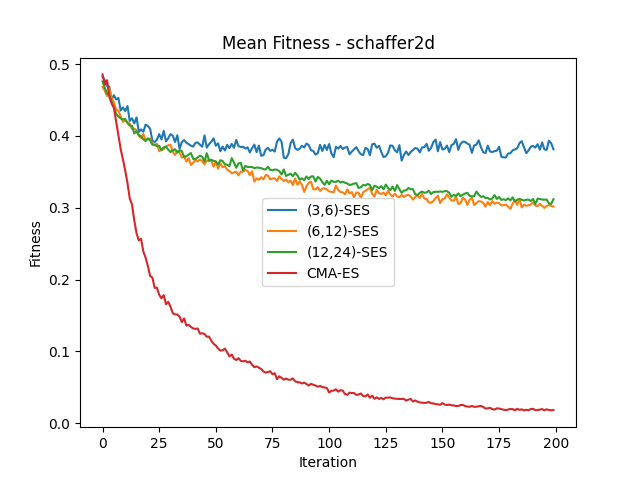 Mean Fitness - schaffer2d
0.5
0.4
0.3
0.2
0.1
0.0
Fitness
(3,6)-SES
(6,12)-SES
(12,24)-SES
CMA-ES
0 25 50 75 100 125 150 175 200
Iteration